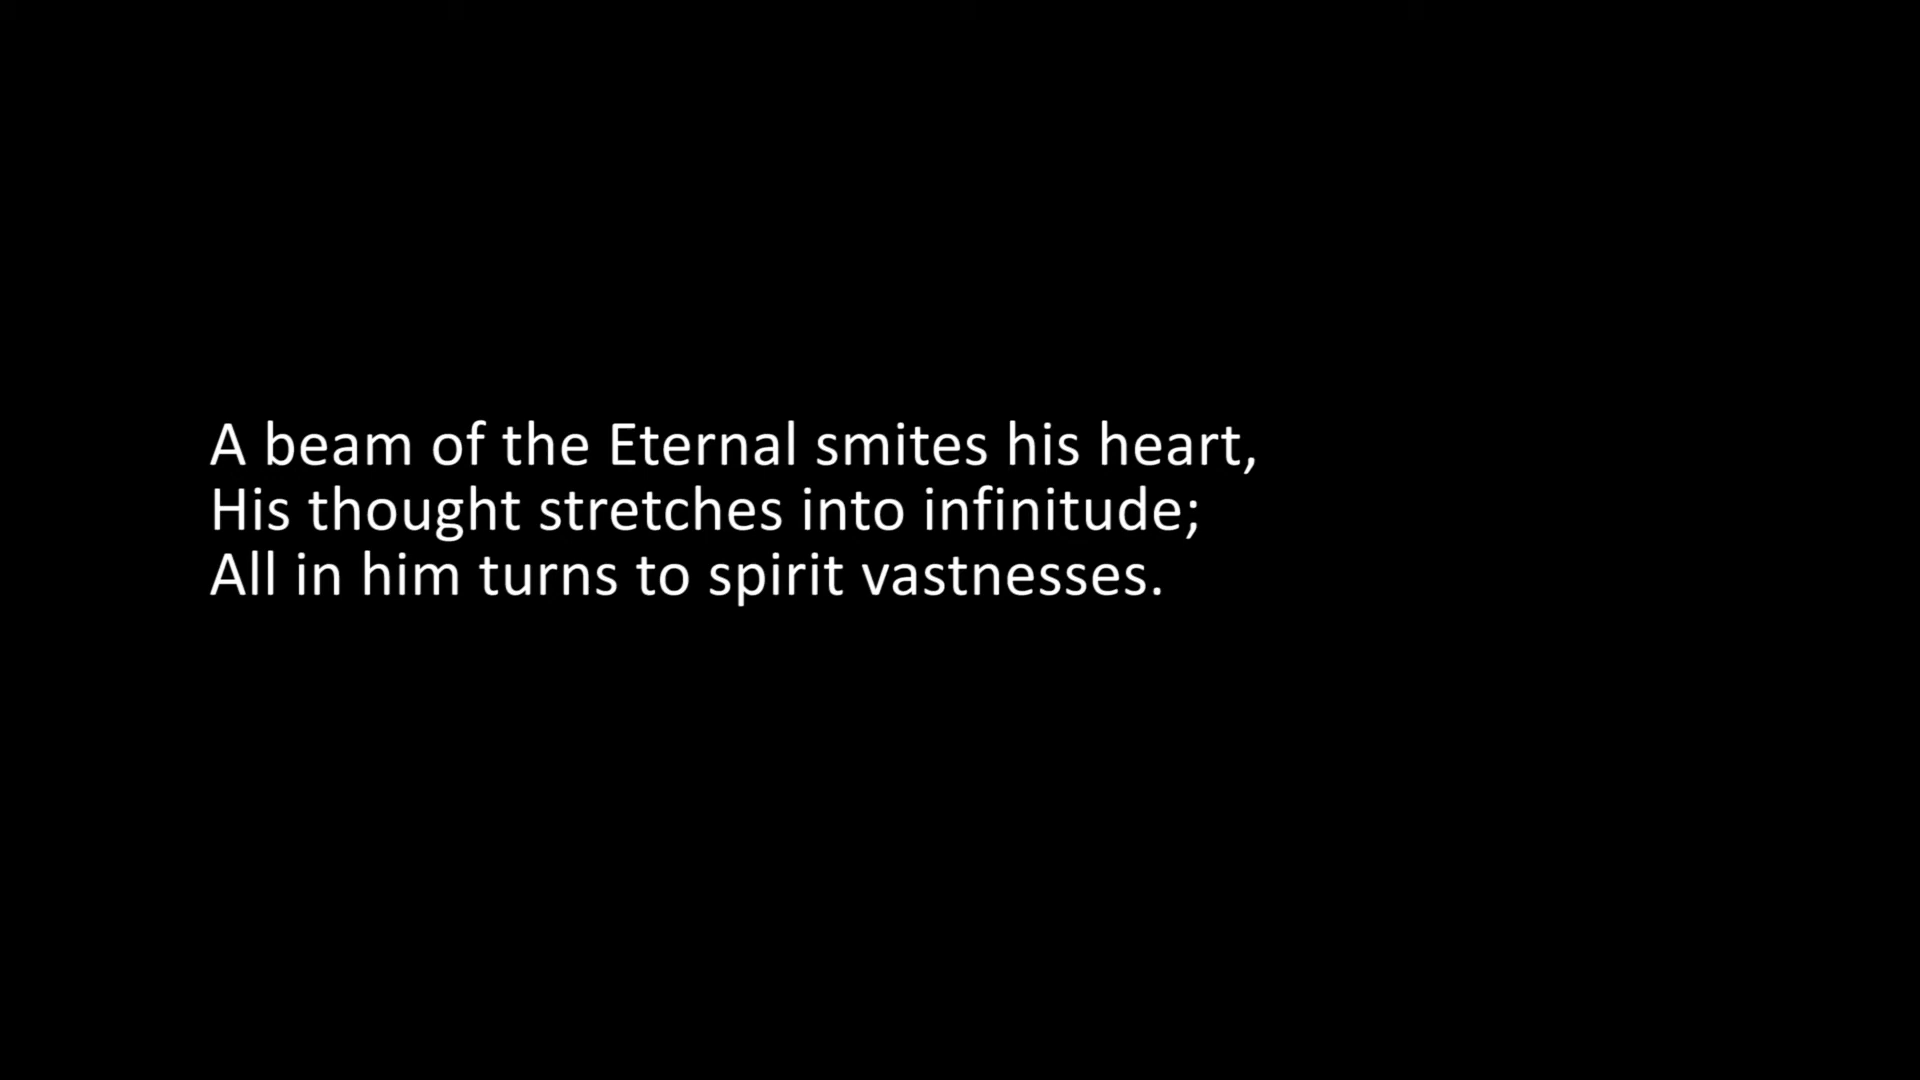 A beam of the Eternal smites his heart,
His thought stretches into infinitude;
All in him turns to spirit vastnesses.